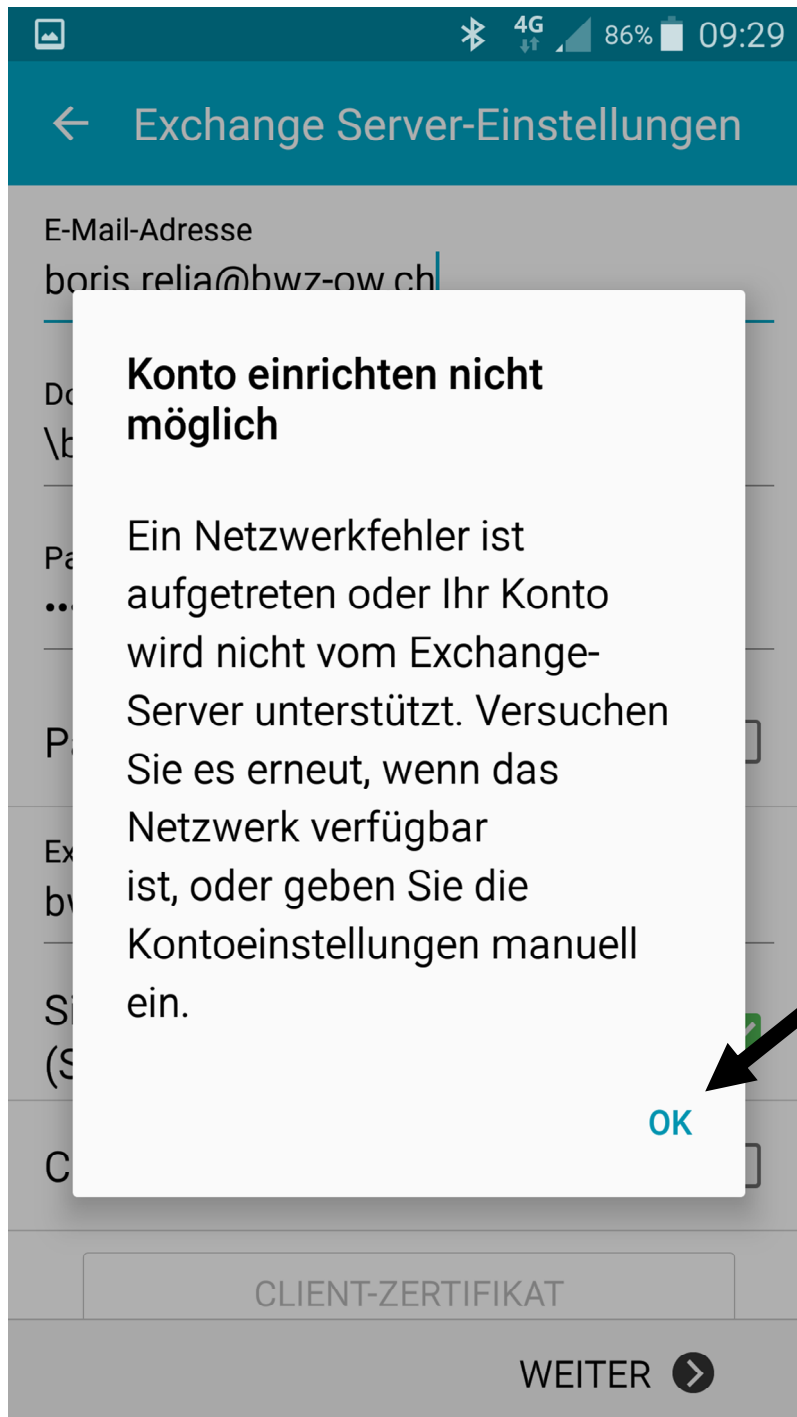 4G 86% 09:29
Exchange Server-Einstellungen
E-Mail-Adresse
boris.relia@bwz-ow.ch
Konto einrichten nicht
möglich
Ein Netzwerkfehler ist
aufgetreten oder Ihr Konto
wird nicht vom Exchange-
Server unterstützt. Versuchen
Sie es erneut, wenn das
Netzwerk verfügbar
ist, oder geben Sie die
Kontoeinstellungen manuell
ein.
OK
CLIENT-ZERTIFIKAT
WEITER